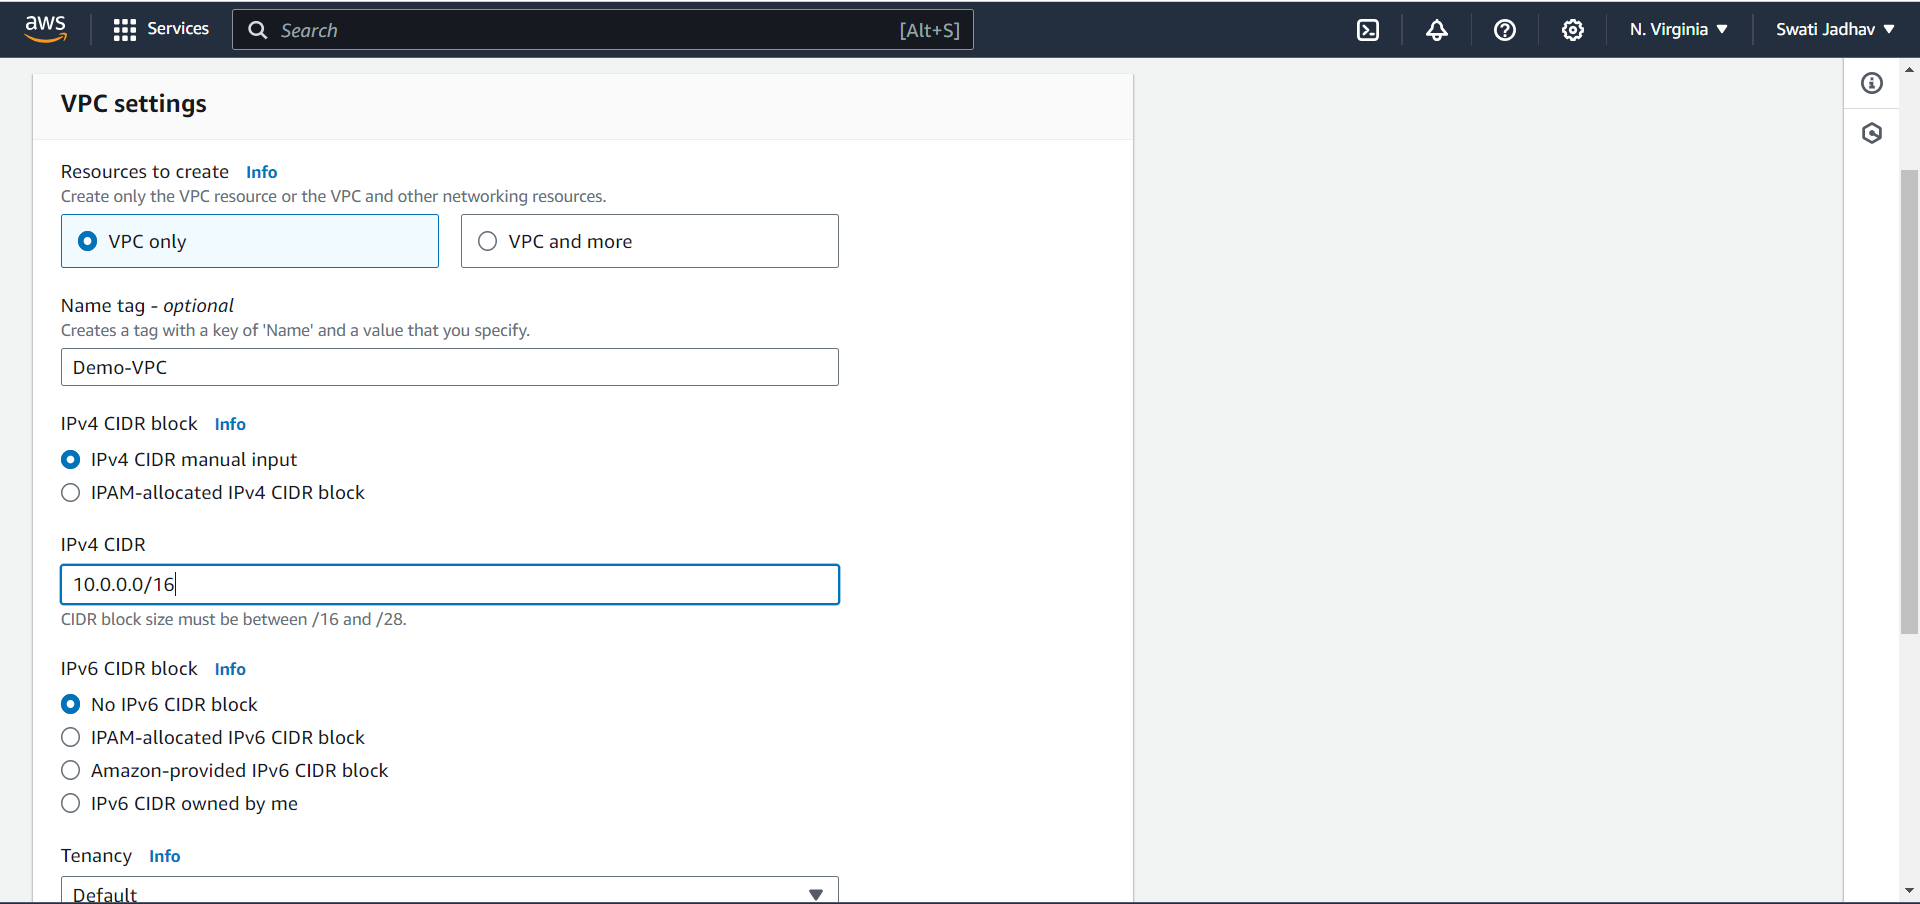 aws Services Search [Alt+S] N. Virginia Swati Jadhav
VPC settings
Resources to create Info
Create only the VPC resource or the VPC and other networking resources.
VPC only VPC and more
Name tag - optional
Creates a tag with a key of 'Name' and a value that you specify.
Demo-VPC
IPv4 CIDR block Info
IPv4 CIDR manual input
IPAM-allocated IPv4 CIDR block
IPv4 CIDR
10.0.0.0/16
CIDR block size must be between /16 and /28.
IPv6 CIDR block Info
No IPv6 CIDR block
IPAM-allocated IPv6 CIDR block
Amazon-provided IPv6 CIDR block
IPv6 CIDR owned by me
Tenancy Info
Default